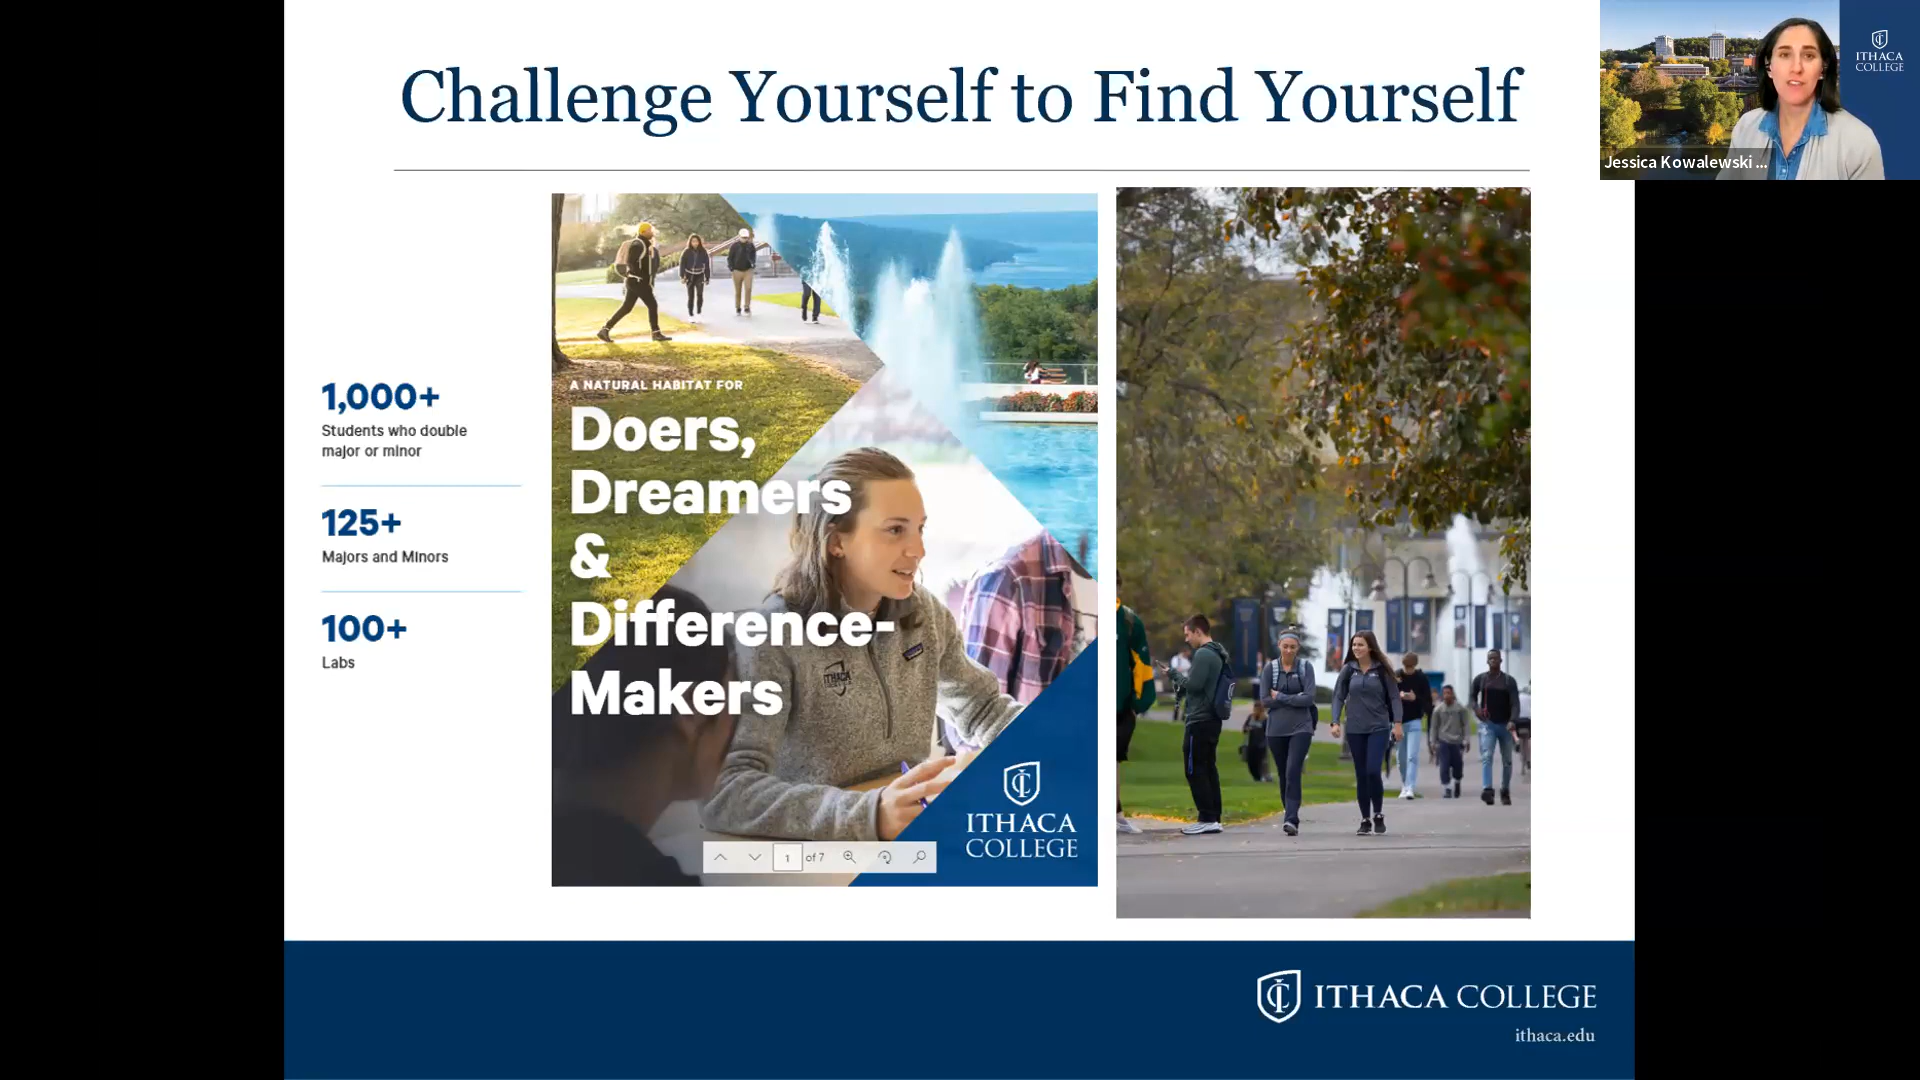 Challenge Yourself to Find Yourself
ITHACA
COLLEGE
Jessica Kowalewski ...
1,000+
Students who double
major or minor
125+
Majors and Minors
100+
Labs
A NATURAL HABITAT FOR
Doers,
Dreamers
&
Difference-
Makers
ITHACA
ITHACA
COLLEGE
1 of 7
ITHACA COLLEGE
ithaca.edu